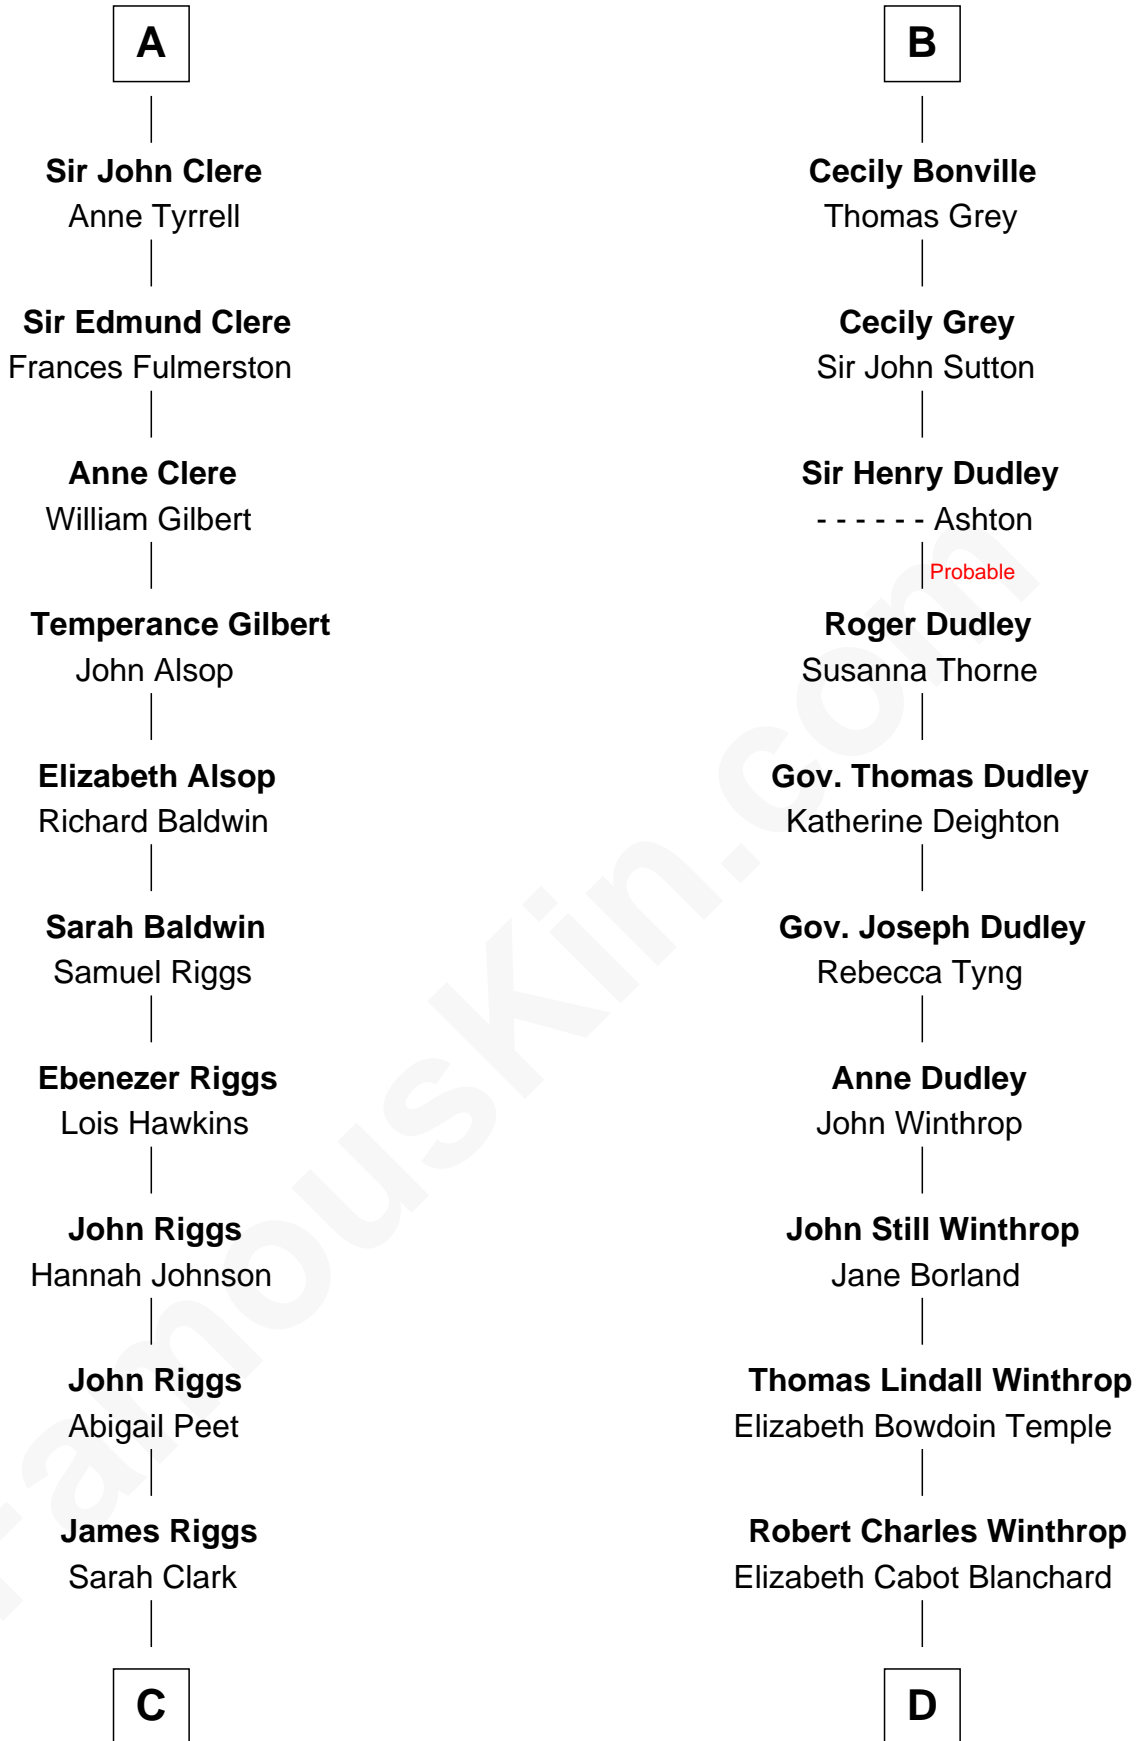 A
Sir John Clere
Anne Tyrrell
Sir Edmund Clere
Frances Fulmerston
Anne Clere
William Gilbert
Temperance Gilbert
John Alsop
Elizabeth Alsop
Richard Baldwin
Sarah Baldwin
Samuel Riggs
Ebenezer Riggs
Lois Hawkins
John Riggs
Hannah Johnson
John Riggs
Abigail Peet
James Riggs
Sarah Clark
C
B
Cecily Bonville
Thomas Grey
Cecily Grey
Sir John Sutton
Sir Henry Dudley
- - - - - - Ashton
Probable
Roger Dudley
Susanna Thorne
Gov. Thomas Dudley
Katherine Deighton
Gov. Joseph Dudley
Rebecca Tyng
Anne Dudley
John Winthrop
John Still Winthrop
Jane Borland
Thomas Lindall Winthrop
Elizabeth Bowdoin Temple
Robert Charles Winthrop
Elizabeth Cabot Blanchard
D
FamousKin.com